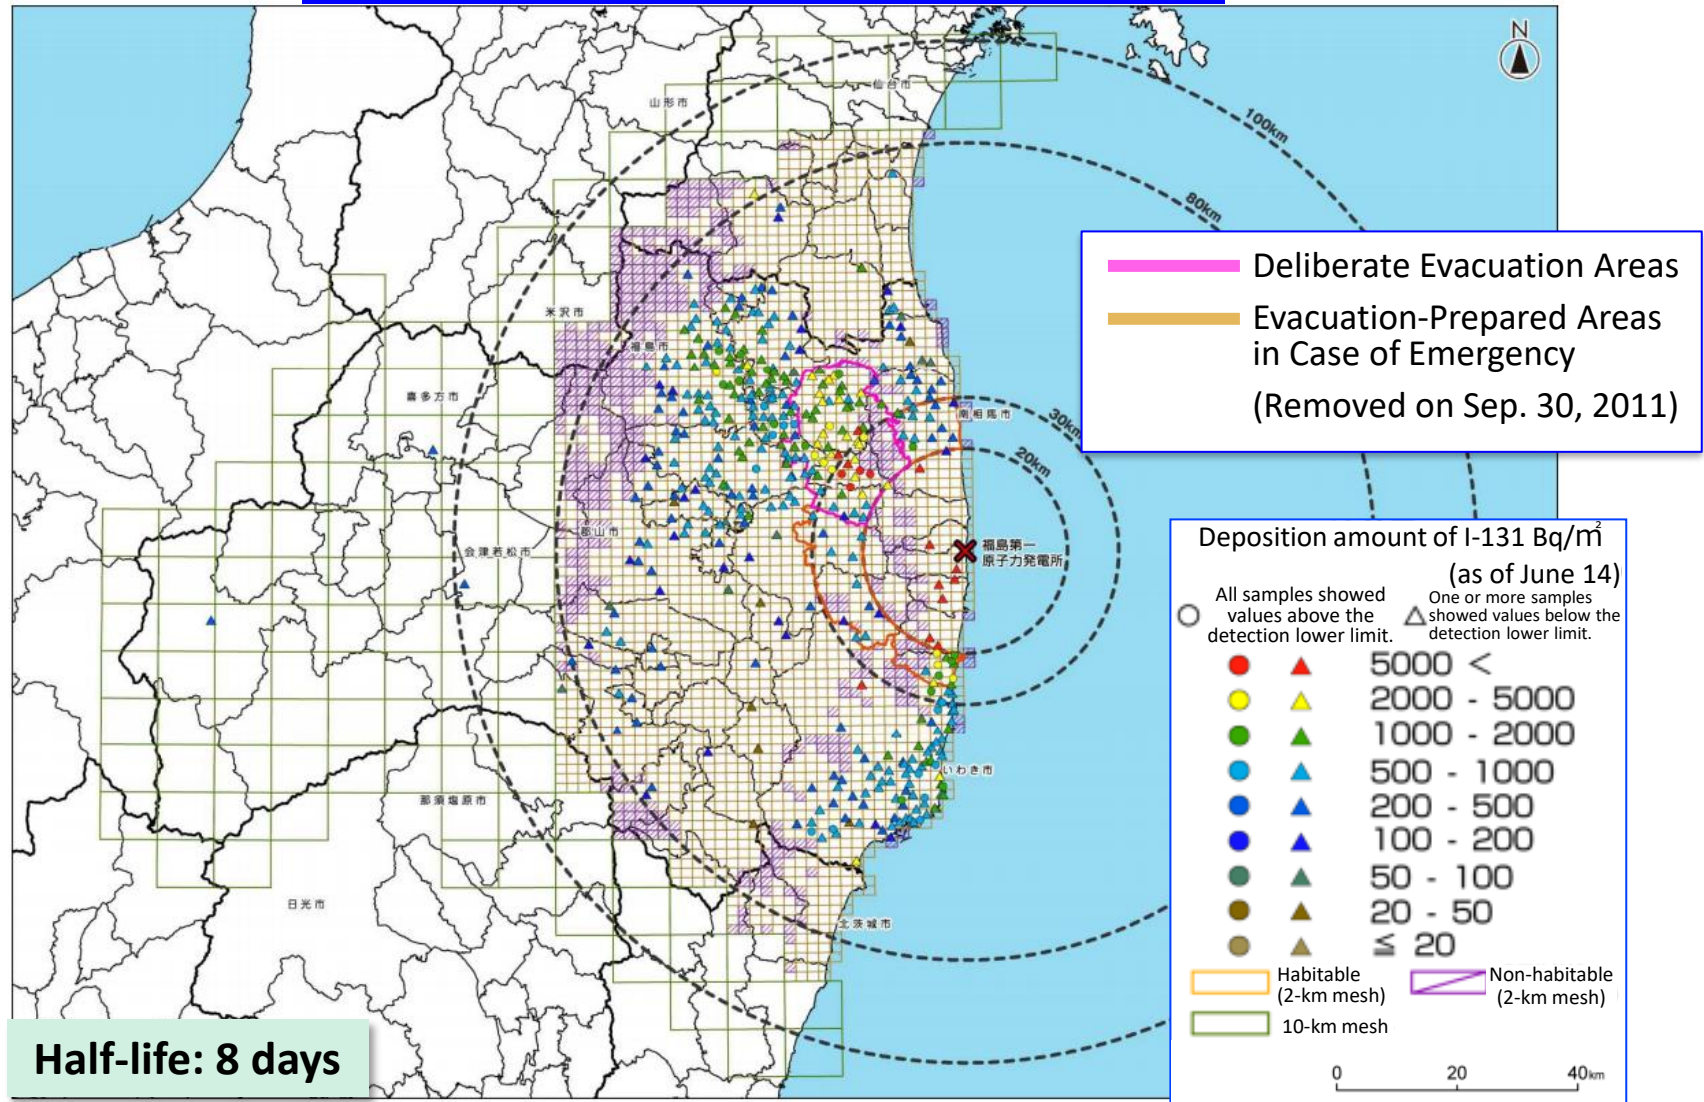 N
仙台市
山形市
100km
80km
米沢市
福島市
喜多方市
南相馬市
30km
20km
郡山市
会津若松市
福島第一
原子力発電所
いわき市
那須塩原市
日光市
北茨城市
Deliberate Evacuation Areas
Evacuation-Prepared Areas
in Case of Emergency
(Removed on Sep. 30, 2011)
Deposition amount of I-131 Bq/㎡
(as of June 14)
All samples showed
values above the
detection lower limit.
One or more samples
showed values below the
detection lower limit.
5000 <
2000 - 5000
1000 - 2000
500 - 1000
200 - 500
100 - 200
50 - 100
20 - 50
≦ 20
Habitable
(2-km mesh)
Non-habitable
(2-km mesh)
10-km mesh
0 20 40km
Half-life: 8 days